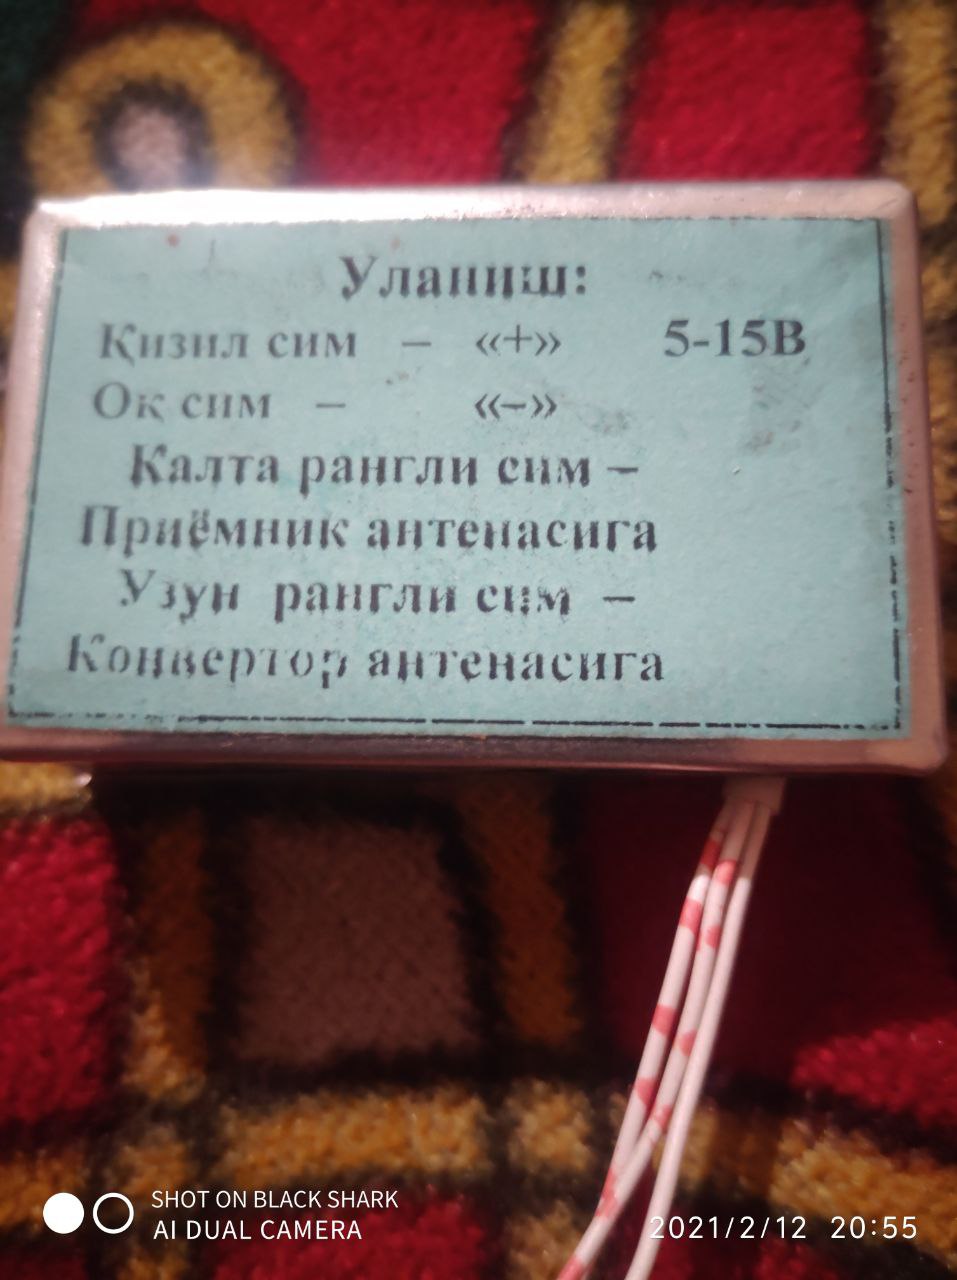 Уланиш:
Қизил сим – «+» 5-15В
Оқ сим – «–»
Калта рангли сим –
Приёмник антенасига
Узун рангли сим –
Конвертор антенасига
SHOT ON BLACK SHARK
AI DUAL CAMERA
2021/2/12 20:55